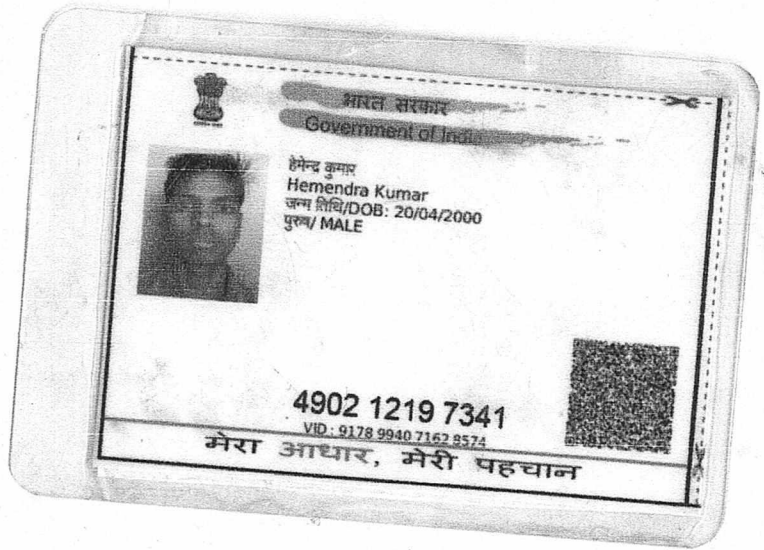 भारत सरकार
Government of India
हेमेन्द्र कुमार
Hemendra Kumar
जन्म तिथि/DOB: 20/04/2000
पुरुष/ MALE
4902 1219 7341
VID : 9178 9940 7162 8574
मेरा आधार, मेरी पहचान